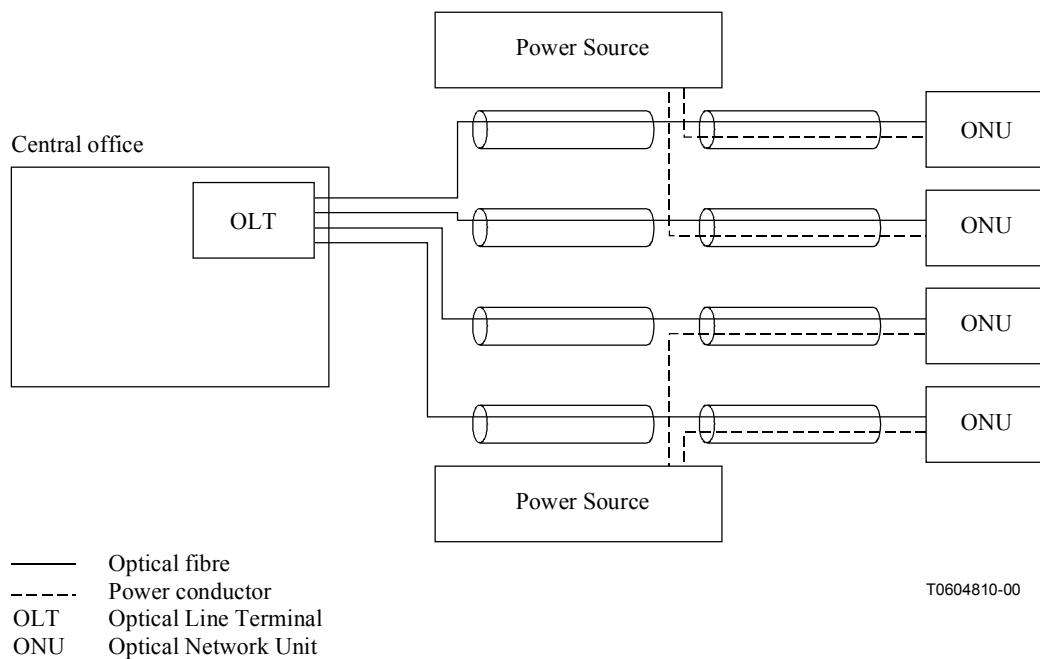 Power Source
Central office
OLT
ONU
ONU
ONU
ONU
Power Source
Optical fibre
Power conductor
OLT Optical Line Terminal
ONU Optical Network Unit
T0604810-00